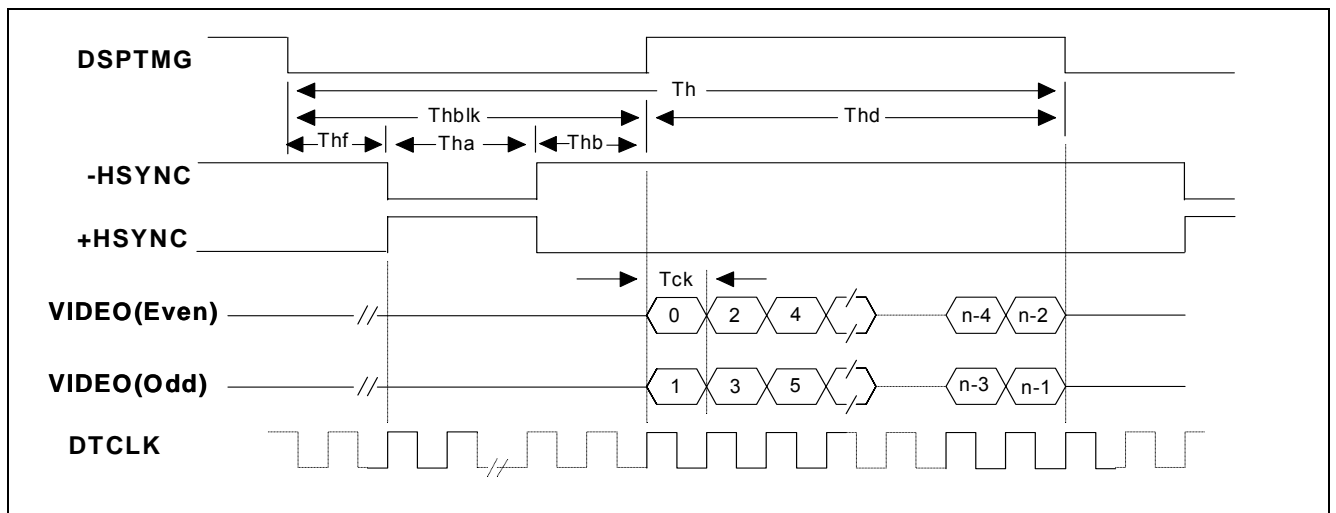 DSPTMG
Th
Thblk
Thd
Thf
Tha
Thb
-HSYNC
+HSYNC
Tck
VIDEO(Even)
0 2 4 n-4 n-2
VIDEO(Odd)
1 3 5 n-3 n-1
DTCLK